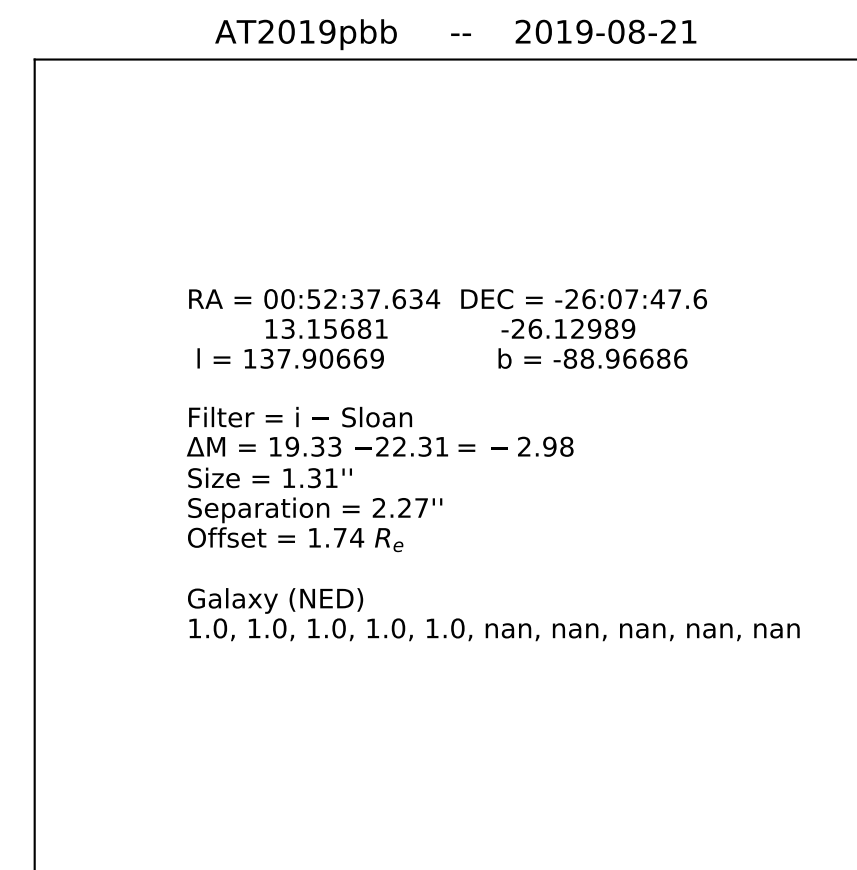 AT2019pbb -- 2019-08-21
RA = 00:52:37.634 DEC = -26:07:47.6
13.15681 -26.12989
l = 137.90669 b = -88.96686
Filter = i − Sloan
ΔM = 19.33 −22.31 = − 2.98
Size = 1.31''
Separation = 2.27''
Offset = 1.74 Re
Galaxy (NED)
1.0, 1.0, 1.0, 1.0, 1.0, nan, nan, nan, nan, nan